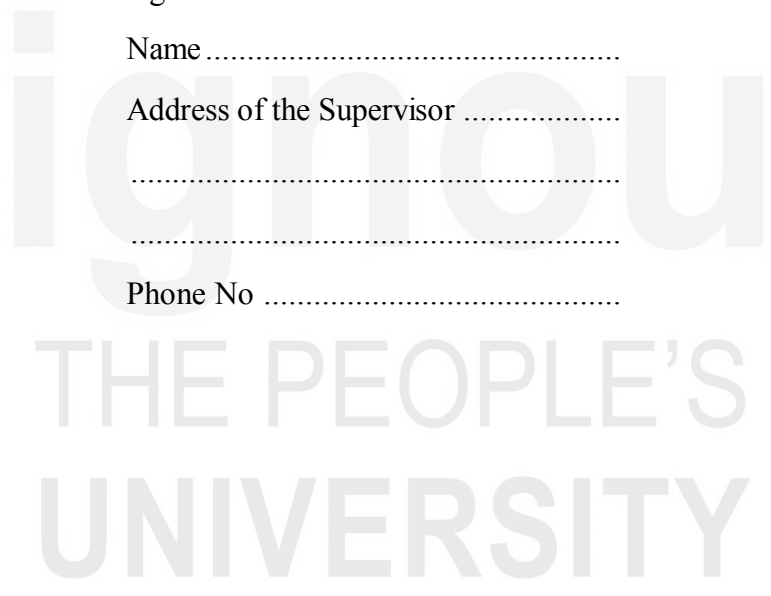 Name..................................................
Address of the Supervisor ...................
...........................................................
...........................................................
Phone No ...........................................
ignou
THE PEOPLE'S
UNIVERSITY